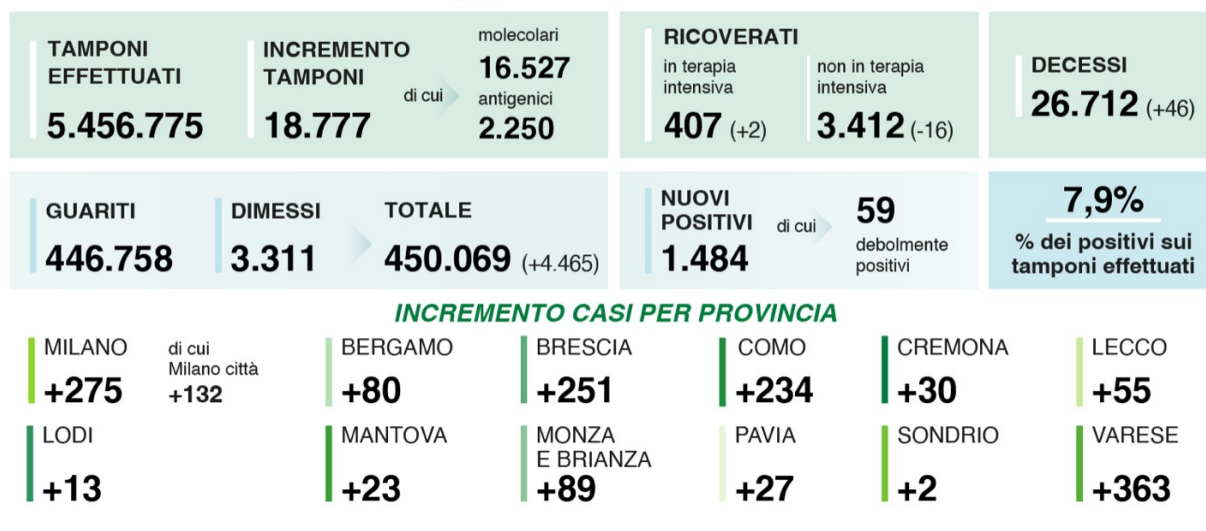 TAMPONI
EFFETTUATI
5.456.775
INCREMENTO
TAMPONI
18.777
di cui
molecolari
16.527
antigenici
2.250
RICOVERATI
in terapia
intensiva
407 (+2)
non in terapia
intensiva
3.412 (-16)
DECESSI
26.712 (+46)
GUARITI
446.758
DIMESSI
3.311
TOTALE
450.069 (+4.465)
NUOVI
POSITIVI
1.484
di cui
59
debolmente
positivi
7,9%
% dei positivi sui
tamponi effettuati
INCREMENTO CASI PER PROVINCIA
MILANO
+275
di cui
Milano città
+132
BERGAMO
+80
BRESCIA
+251
COMO
+234
CREMONA
+30
LECCO
+55
LODI
+13
MANTOVA
+23
MONZA
E BRIANZA
+89
PAVIA
+27
SONDRIO
+2
VARESE
+363